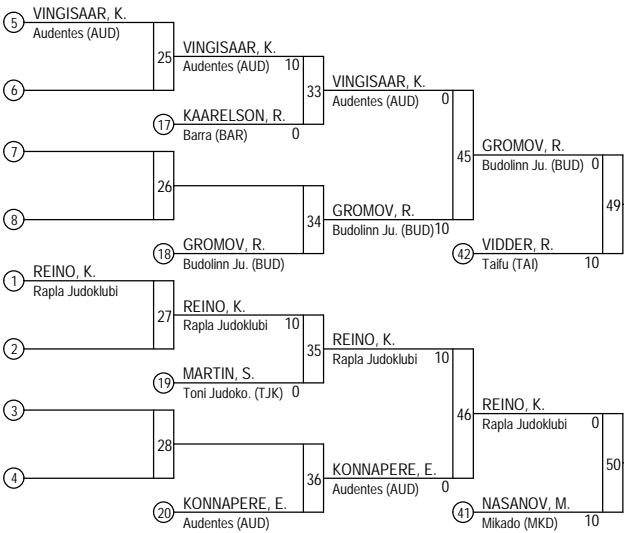 5 VINGISAAR, K.
Audentes (AUD)
25 VINGISAAR, K.
Audentes (AUD) 10
6
33 VINGISAAR, K.
Audentes (AUD) 0
17 KAARELSON, R.
Barra (BAR) 0
7
45 GROMOV, R.
Budolinn Ju. (BUD) 0
26
8
34 GROMOV, R.
Budolinn Ju. (BUD) 10
49
18 GROMOV, R.
Budolinn Ju. (BUD)
42 VIDDER, R.
Taifu (TAI) 10
1 REINO, K.
Rapla Judoklubi
27 REINO, K.
Rapla Judoklubi 10
2
35 REINO, K.
Rapla Judoklubi 10
19 MARTIN, S.
Toni Judoko. (TJK) 0
3
46 REINO, K.
Rapla Judoklubi 0
28
4
36 KONNAPERE, E.
Audentes (AUD) 0
50
20 KONNAPERE, E.
Audentes (AUD)
41 NASANOV, M.
Mikado (MKD) 10